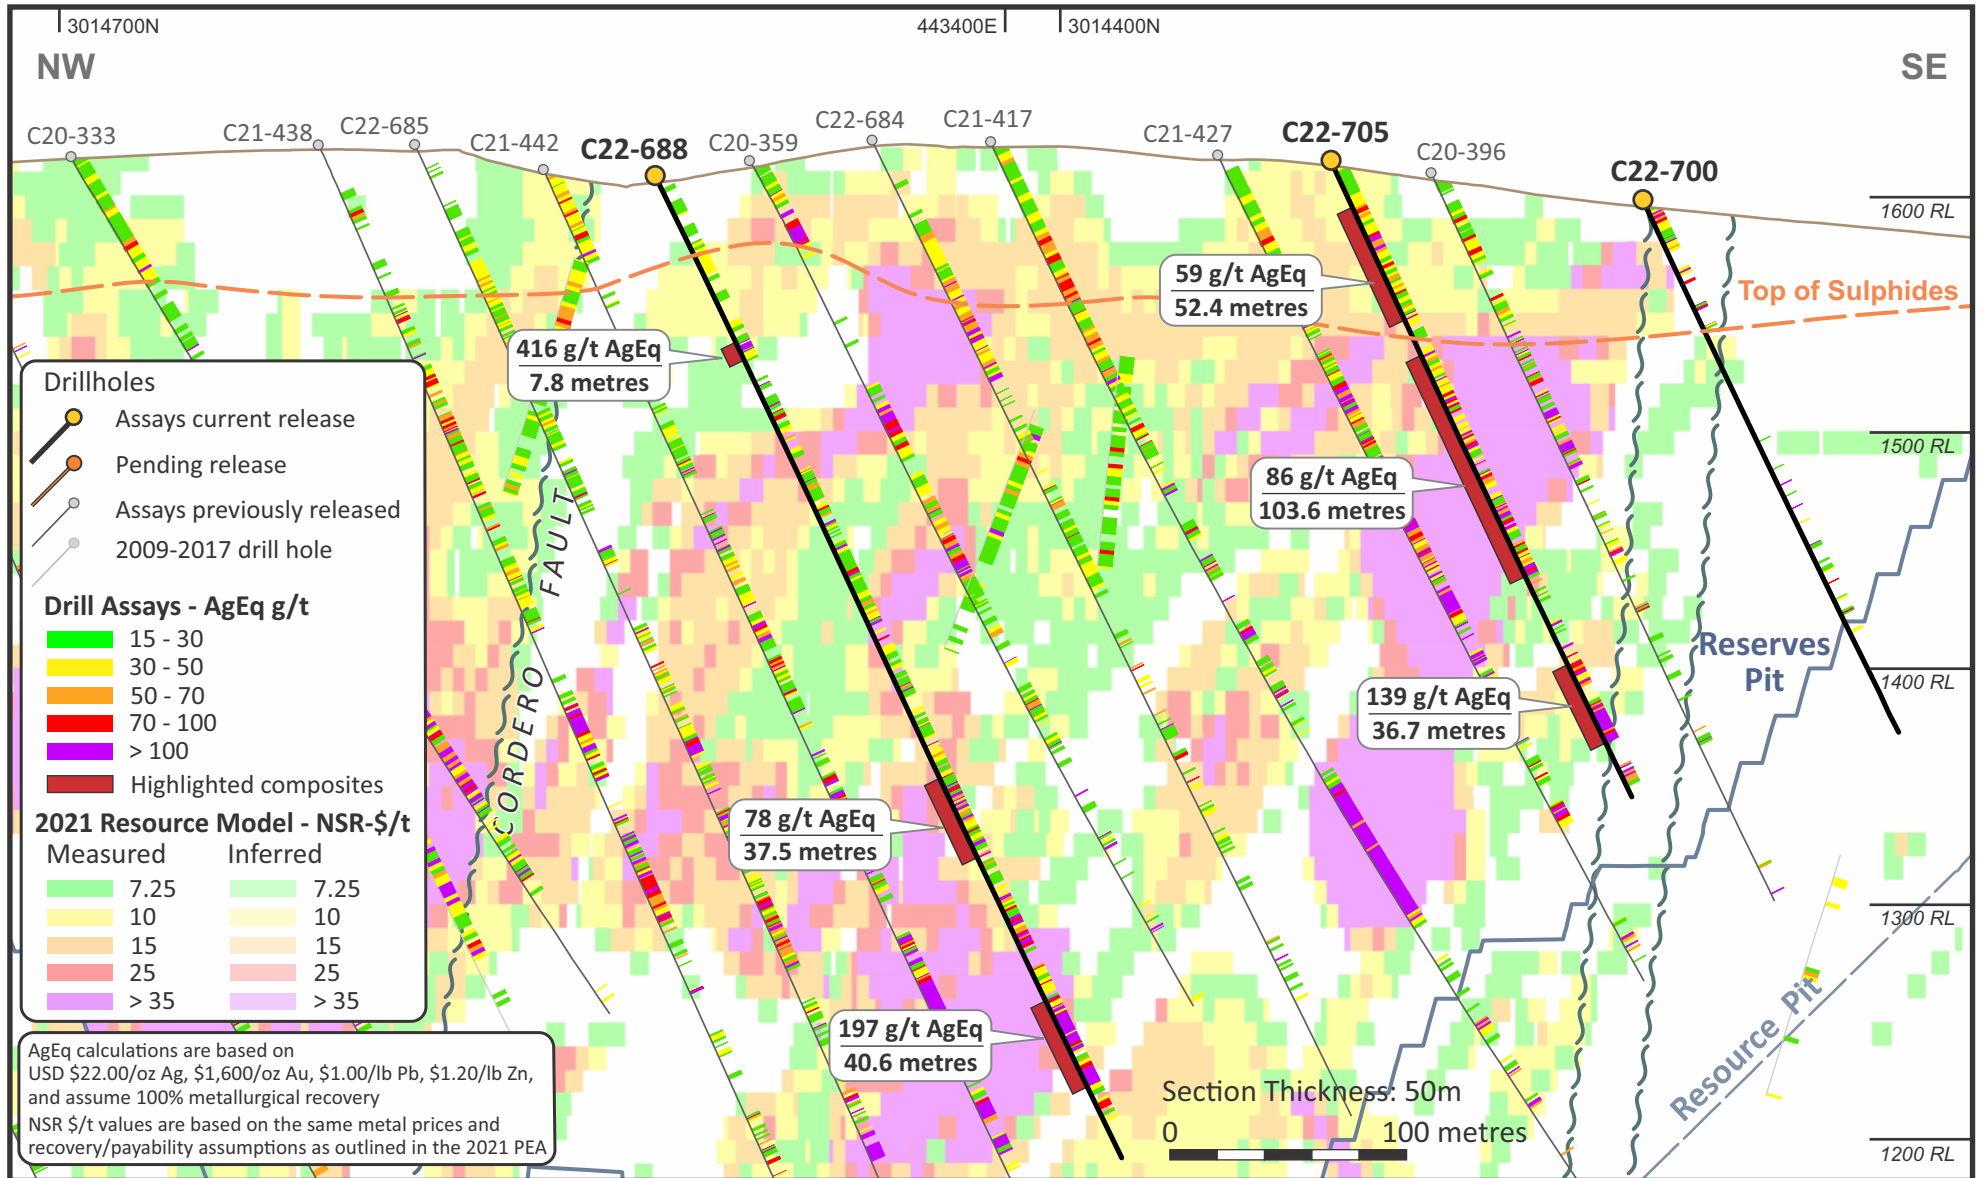 3014700N
443400E
3014400N
NW
SE
C20-333
C21-438
C22-685
C21-442
C22-688
C20-359
C22-684
C21-417
C21-427
C22-705
C20-396
C22-700
1600 RL
Top of Sulphides
59 g/t AgEq
52.4 metres
416 g/t AgEq
7.8 metres
1500 RL
86 g/t AgEq
103.6 metres
CORDERO FAULT
Reserves
Pit
1400 RL
139 g/t AgEq
36.7 metres
78 g/t AgEq
37.5 metres
1300 RL
197 g/t AgEq
40.6 metres
Resource Pit
Section Thickness: 50m
0
100 metres
1200 RL
Drillholes
Assays current release
Pending release
Assays previously released
2009-2017 drill hole
Drill Assays - AgEq g/t
15 - 30
30 - 50
50 - 70
70 - 100
> 100
Highlighted composites
2021 Resource Model - NSR-$/t
Measured Inferred
7.25 7.25
10 10
15 15
25 25
> 35 > 35
AgEq calculations are based on
USD $22.00/oz Ag, $1,600/oz Au, $1.00/lb Pb, $1.20/lb Zn,
and assume 100% metallurgical recovery
NSR $/t values are based on the same metal prices and
recovery/payability assumptions as outlined in the 2021 PEA